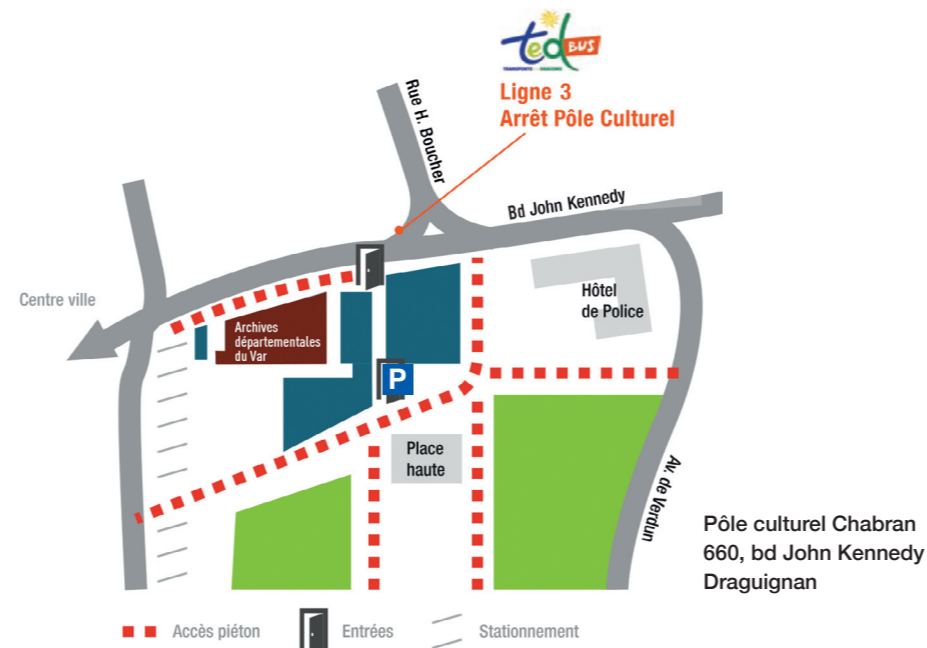 ted BUS
Ligne 3
Arrêt Pôle Culturel
Rue H. Boucher
Bd John Kennedy
Centre ville
Hôtel
de Police
Archives
départementales
du Var
P
Place
haute
Av. de Verdun
Pôle culturel Chabran
660, bd John Kennedy
Draguignan
Accès piéton
Entrées
Stationnement